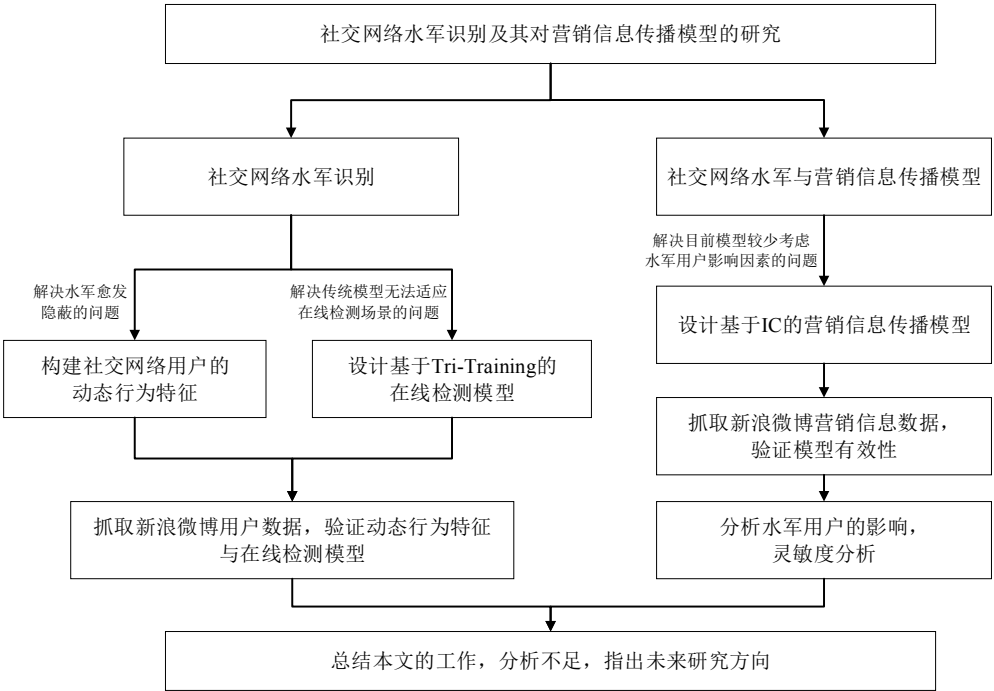 社交网络水军识别及其对营销信息传播模型的研究
社交网络水军识别
社交网络水军与营销信息传播模型
解决目前模型较少考虑
水军用户影响因素的问题
解决水军愈发
隐蔽的问题
解决传统模型无法适应
在线检测场景的问题
设计基于IC的营销信息传播模型
构建社交网络用户的
动态行为特征
设计基于Tri-Training的
在线检测模型
抓取新浪微博营销信息数据，
验证模型有效性
抓取新浪微博用户数据，验证动态行为特征
与在线检测模型
分析水军用户的影响，
灵敏度分析
总结本文的工作，分析不足，指出未来研究方向